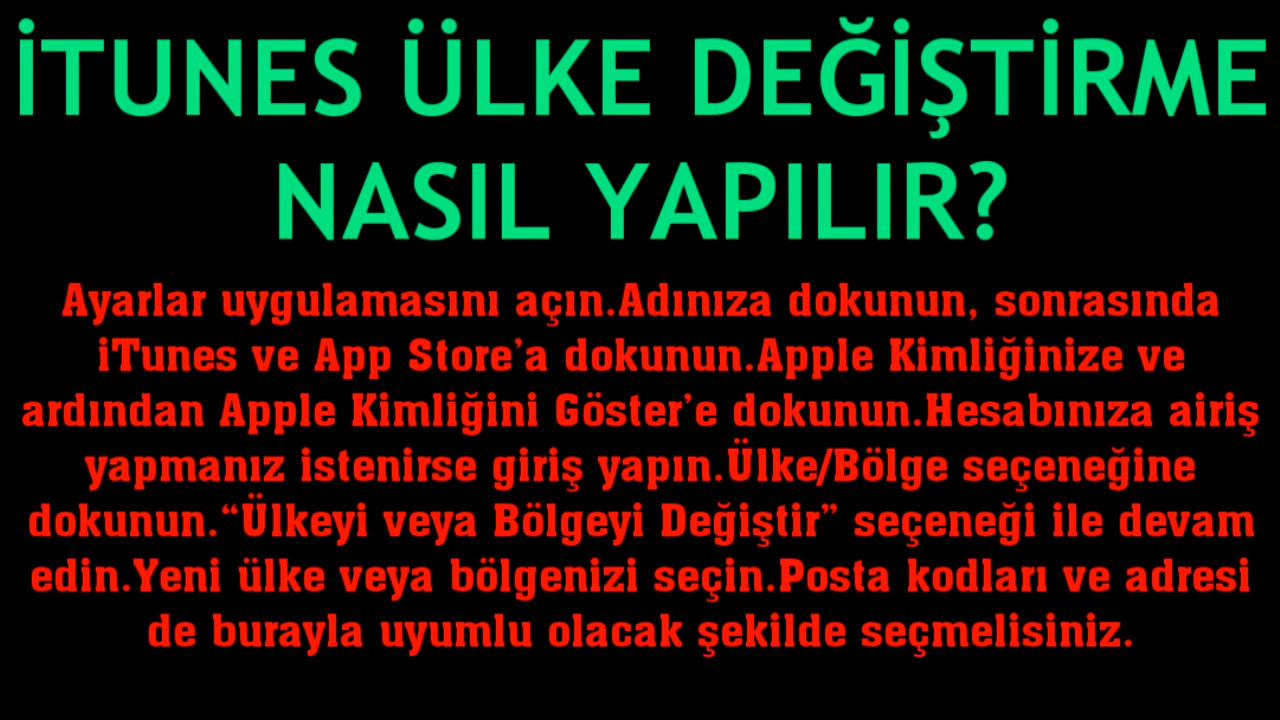 İTUNES ÜLKE DEĞİŞTİRME
NASIL YAPILIR?
Ayarlar uygulamasını açın.Adınıza dokunun, sonrasında
iTunes ve App Store’a dokunun.Apple Kimliğinize ve
ardından Apple Kimliğini Göster’e dokunun.Hesabınıza airiş
yapmanız istenirse giriş yapın.Ülke/Bölge seçeneğine
dokunun.“Ülkeyi veya Bölgeyi Değiştir” seçeneği ile devam
edin.Yeni ülke veya bölgenizi seçin.Posta kodları ve adresi
de burayla uyumlu olacak şekilde seçmelisiniz.